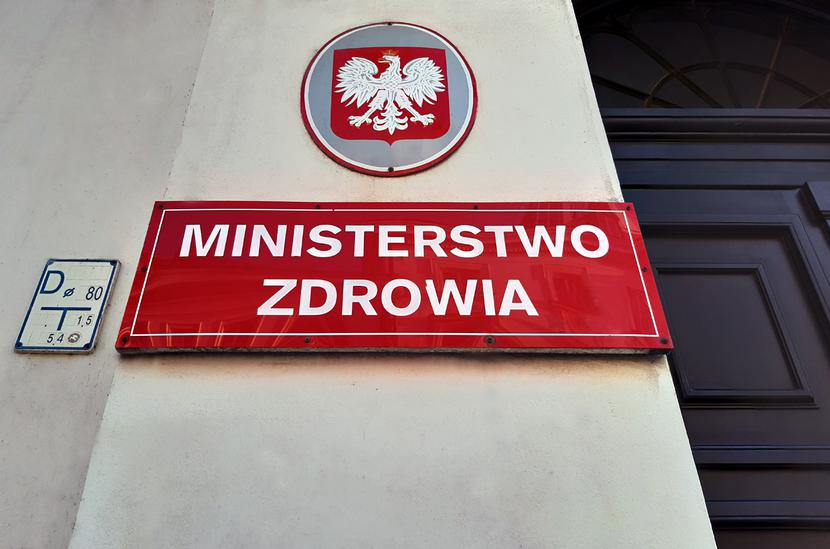 MINISTERSTWO
ZDROWIA
D ⌀ 80
1,5
5,4